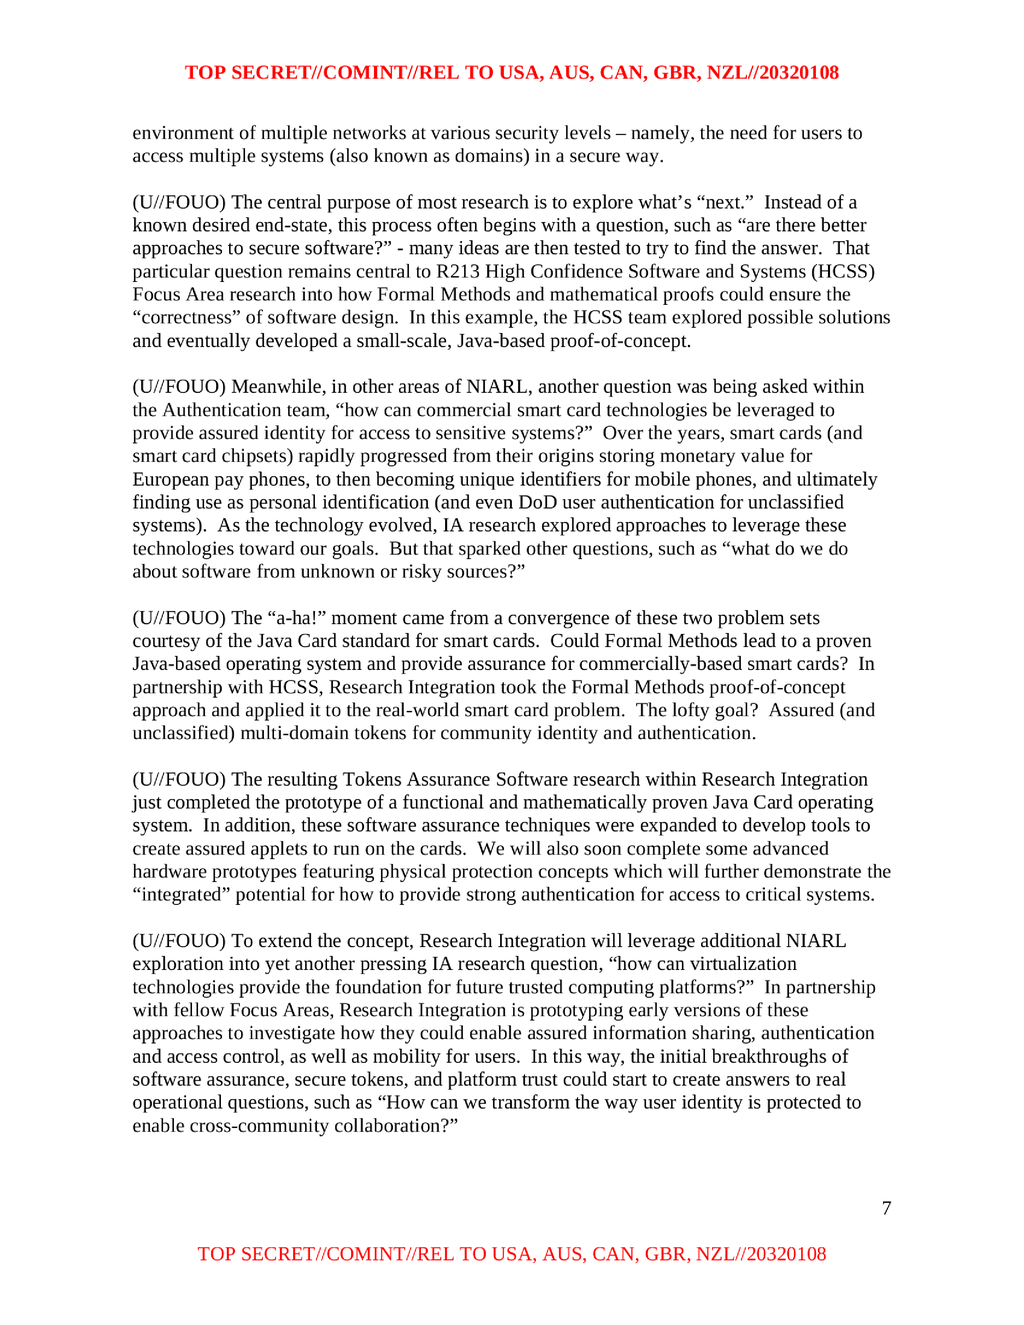 TOP SECRET//COMINT//REL TO USA, AUS, CAN, GBR, NZL//20320108
environment of multiple networks at various security levels – namely, the need for users to
access multiple systems (also known as domains) in a secure way.
(U//FOUO) The central purpose of most research is to explore what’s “next.”  Instead of a
known desired end-state, this process often begins with a question, such as “are there better
approaches to secure software?” - many ideas are then tested to try to find the answer.  That
particular question remains central to R213 High Confidence Software and Systems (HCSS)
Focus Area research into how Formal Methods and mathematical proofs could ensure the
“correctness” of software design.  In this example, the HCSS team explored possible solutions
and eventually developed a small-scale, Java-based proof-of-concept.
(U//FOUO) Meanwhile, in other areas of NIARL, another question was being asked within
the Authentication team, “how can commercial smart card technologies be leveraged to
provide assured identity for access to sensitive systems?”  Over the years, smart cards (and
smart card chipsets) rapidly progressed from their origins storing monetary value for
European pay phones, to then becoming unique identifiers for mobile phones, and ultimately
finding use as personal identification (and even DoD user authentication for unclassified
systems).  As the technology evolved, IA research explored approaches to leverage these
technologies toward our goals.  But that sparked other questions, such as “what do we do
about software from unknown or risky sources?”
(U//FOUO) The “a-ha!” moment came from a convergence of these two problem sets
courtesy of the Java Card standard for smart cards.  Could Formal Methods lead to a proven
Java-based operating system and provide assurance for commercially-based smart cards?  In
partnership with HCSS, Research Integration took the Formal Methods proof-of-concept
approach and applied it to the real-world smart card problem.  The lofty goal?  Assured (and
unclassified) multi-domain tokens for community identity and authentication.
(U//FOUO) The resulting Tokens Assurance Software research within Research Integration
just completed the prototype of a functional and mathematically proven Java Card operating
system.  In addition, these software assurance techniques were expanded to develop tools to
create assured applets to run on the cards.  We will also soon complete some advanced
hardware prototypes featuring physical protection concepts which will further demonstrate the
“integrated” potential for how to provide strong authentication for access to critical systems.
(U//FOUO) To extend the concept, Research Integration will leverage additional NIARL
exploration into yet another pressing IA research question, “how can virtualization
technologies provide the foundation for future trusted computing platforms?”  In partnership
with fellow Focus Areas, Research Integration is prototyping early versions of these
approaches to investigate how they could enable assured information sharing, authentication
and access control, as well as mobility for users.  In this way, the initial breakthroughs of
software assurance, secure tokens, and platform trust could start to create answers to real
operational questions, such as “How can we transform the way user identity is protected to
enable cross-community collaboration?”
7
TOP SECRET//COMINT//REL TO USA, AUS, CAN, GBR, NZL//20320108